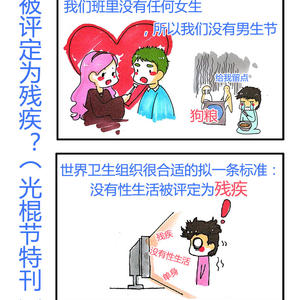 被评定为残疾？（光棍节特刊
我们班里没有任何女生
，所以我们没有男生节
给我留点
狗粮
世界卫生组织很合适的拟一条标准：
没有性生活被评定为残疾
残疾
没有性生活
单身